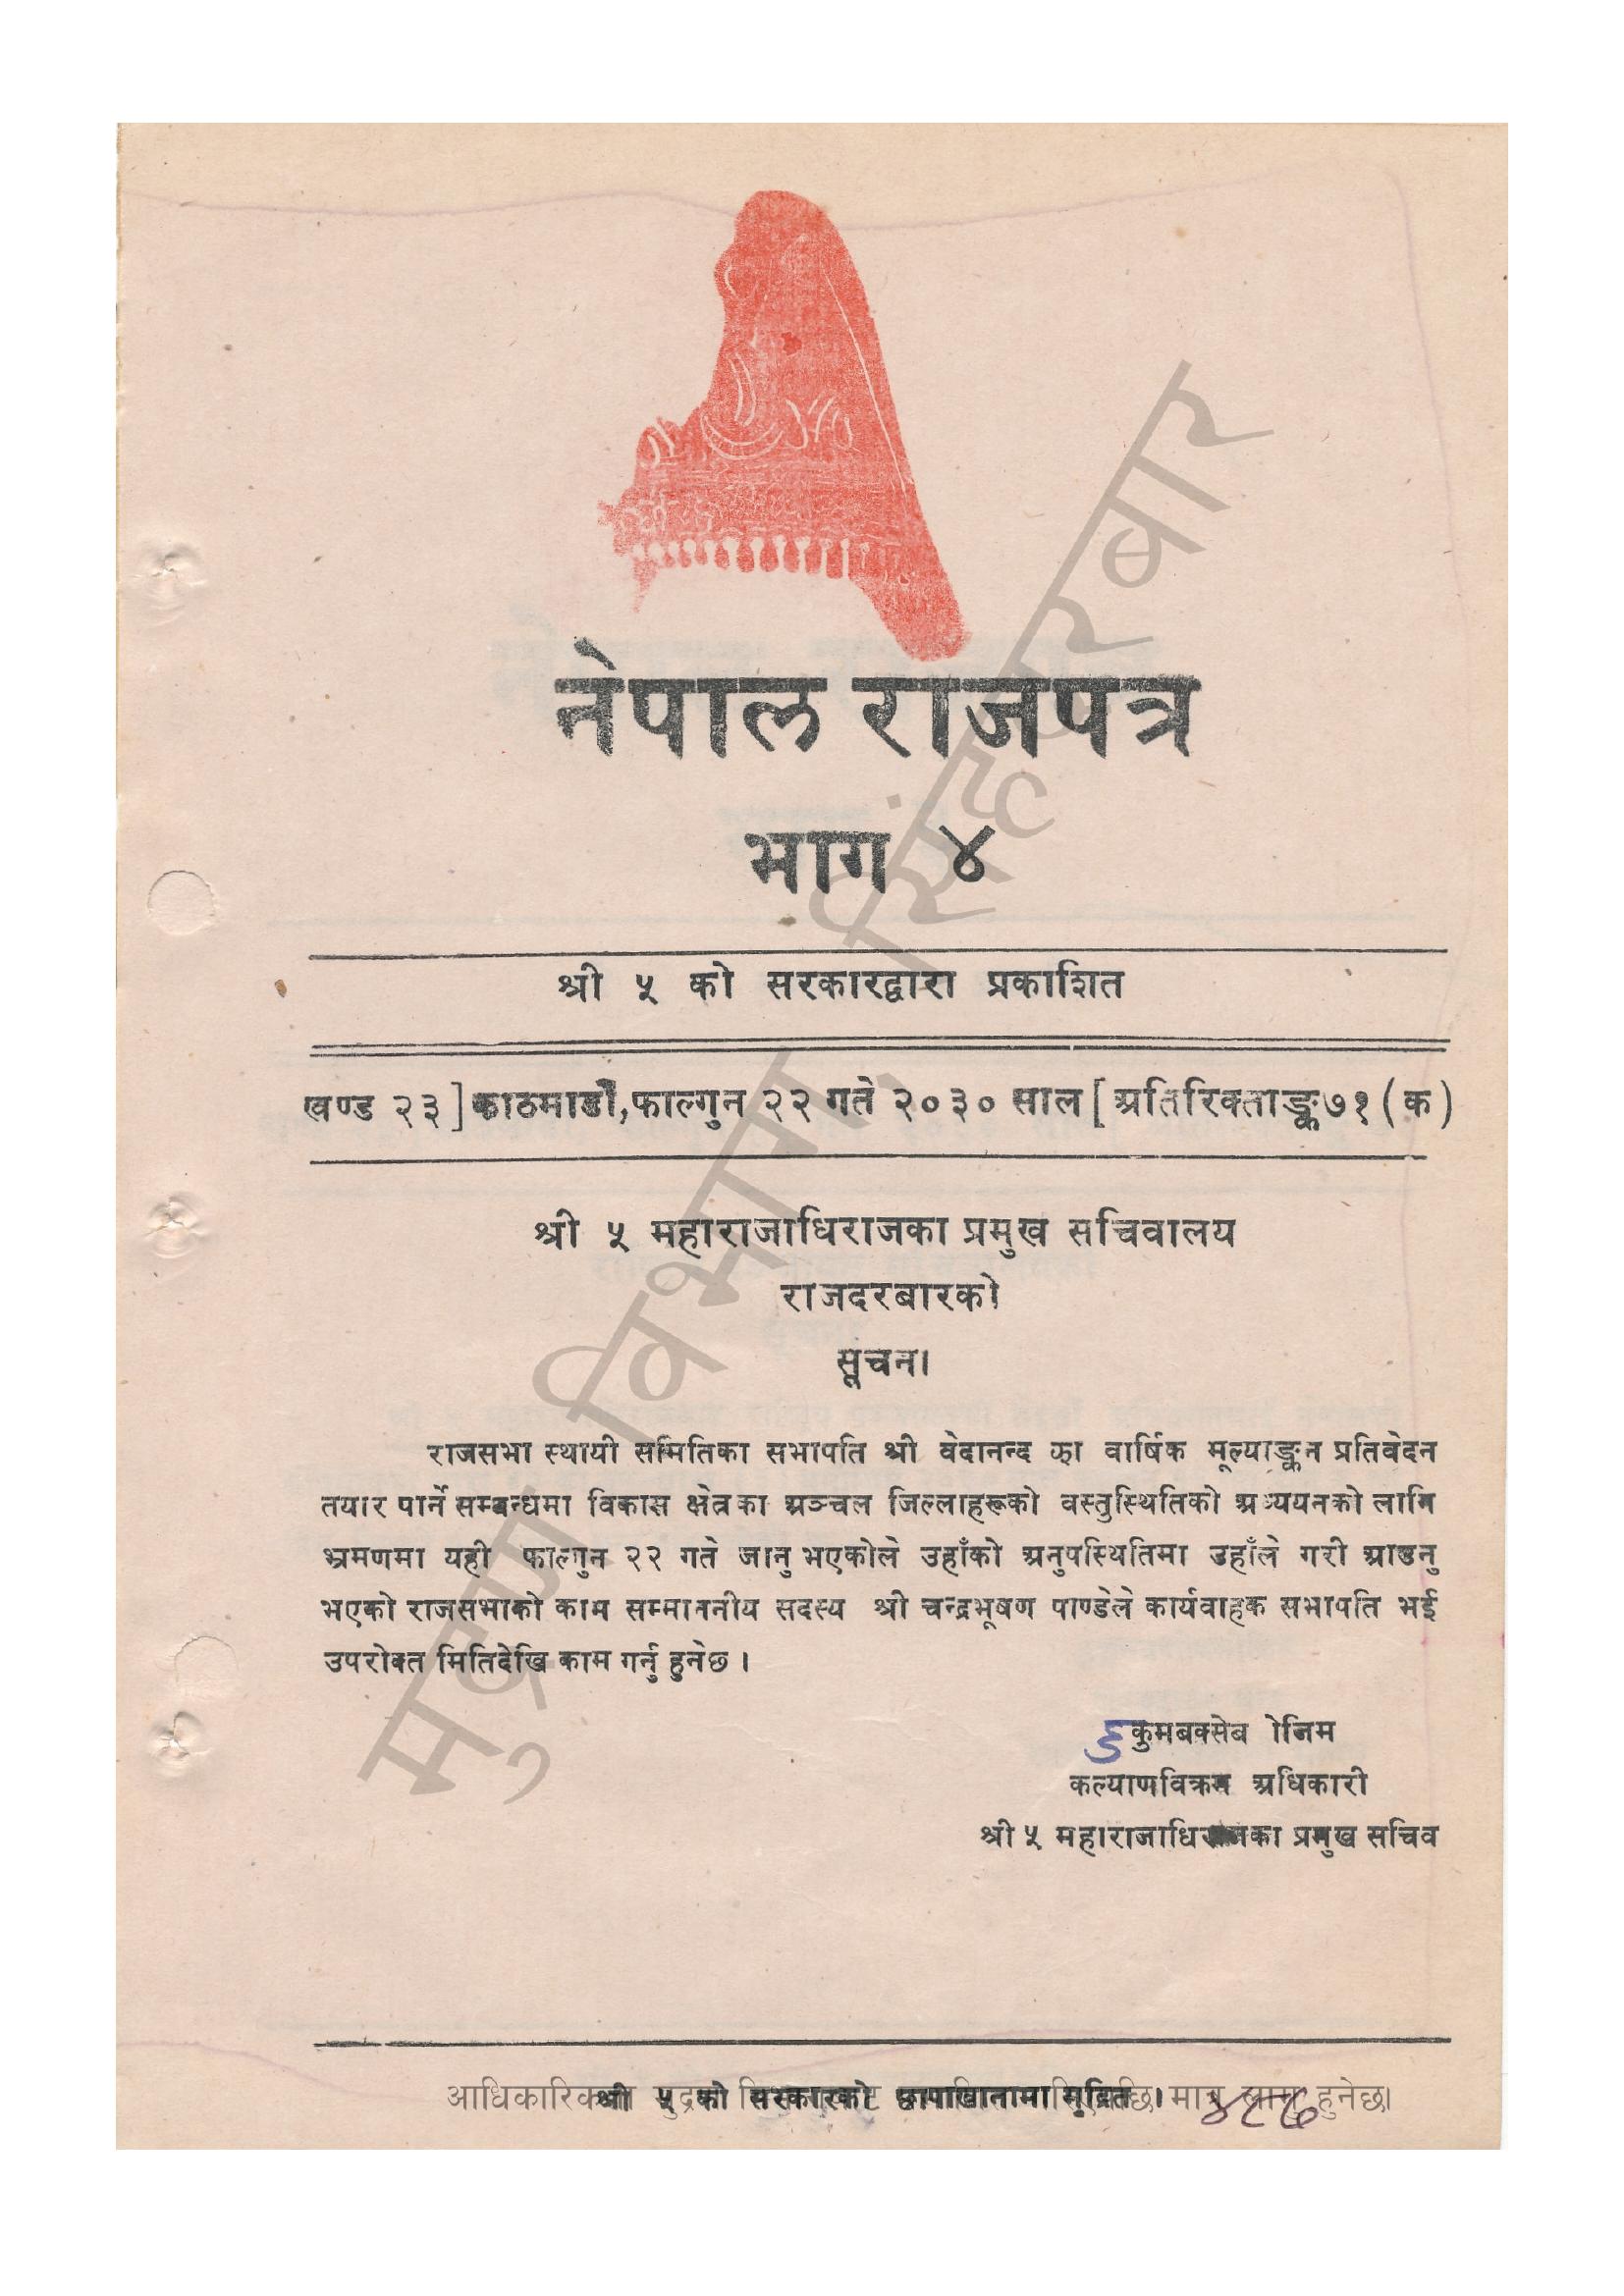 नेपाल राजपत्र
भाग ४
श्री ५ को सरकारद्वारा प्रकाशित
खण्ड २३] काठमाडौं, फाल्गुन २२ गते २०३० साल [ अतिरिक्ताङ्क ७१ (क)
श्री ५ महाराजाधिराजका प्रमुख सचिवालय
राजदरबारको
सूचना
राजसभा स्थायी समितिका सभापति श्री वेदानन्द झा वार्षिक मूल्याङ्कन प्रतिवेदन
तयार पार्ने सम्बन्धमा विकास क्षेत्रका अञ्चल जिल्लाहरूको वस्तुस्थितिको अध्ययनको लागि
भ्रमणमा यही फाल्गुन २२ गते जानु भएकोले उहाँको अनुपस्थितिमा उहाँले गरी आउनु
भएको राजसभाको काम सम्माननीय सदस्य श्री चन्द्रभूषण पाण्डेले कार्यवाहक सभापति भई
उपरोक्त मितिदेखि काम गर्नु हुनेछ ।
हुकुमबक्सेब ोजिम
कल्याणविक्रम अधिकारी
श्री ५ महाराजाधिराजका प्रमुख सचिव
श्री ५ को सरकारको छापाखानामा मुद्रित ।
मुद्रण विभाग, सिंहदरबार